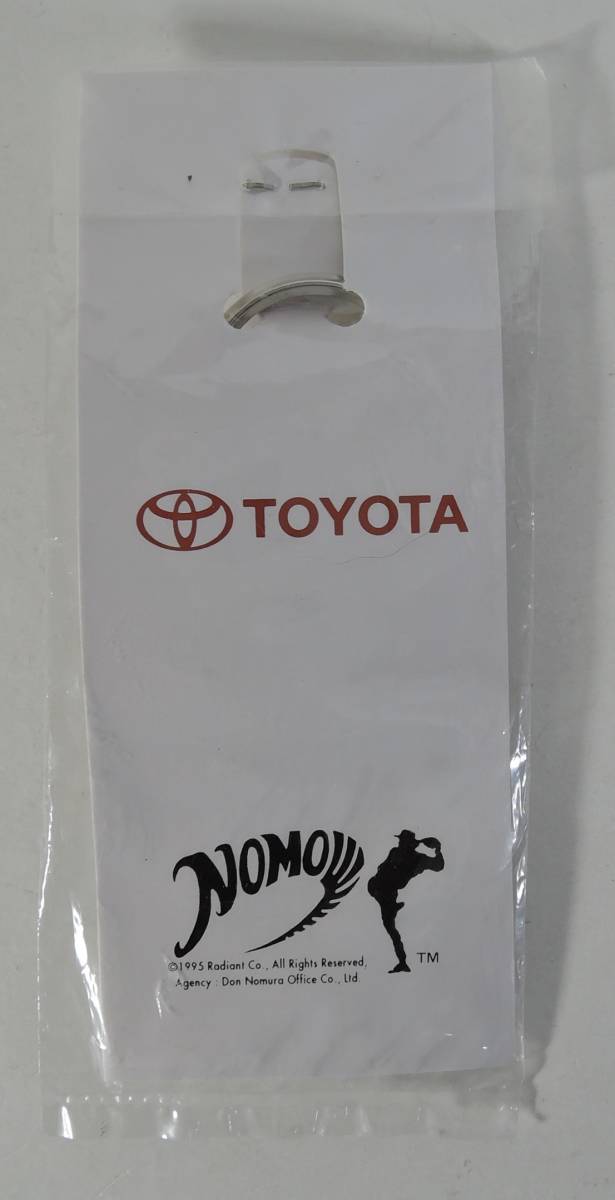 TOYOTA
NOMO
TM
©1995 Radiant Co., All Rights Reserved,
Agency : Don Nomura Office Co., Ltd.